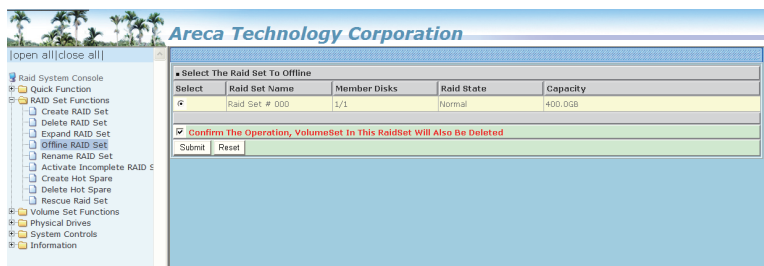 Areca Technology Corporation
|open all|close all|
Raid System Console
Quick Function
RAID Set Functions
Create RAID Set
Delete RAID Set
Expand RAID Set
Offline RAID Set
Rename RAID Set
Activate Incomplete RAID S
Create Hot Spare
Delete Hot Spare
Rescue Raid Set
Volume Set Functions
Physical Drives
System Controls
Information
Select The Raid Set To Offline
Select Raid Set Name Member Disks Raid State Capacity
Raid Set # 000 1/1 Normal 400.0GB
Confirm The Operation, VolumeSet In This RaidSet Will Also Be Deleted
Submit Reset